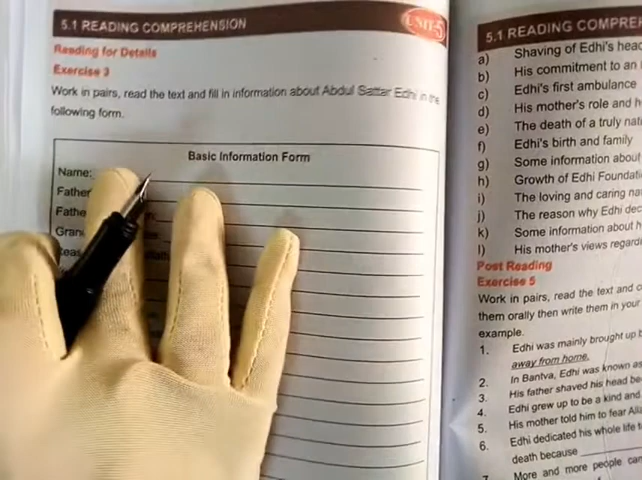 5.1 READING COMPREHENSION
UNIT-5
Reading for Details
Exercise 3
Work in pairs, read the text and fill in information about Abdul Sattar Edhi in the
following form.
Basic Information Form
Name:
Father
Fathe
Gran
5.1 READING COMPRE
a) Shaving of Edhi's head
b) His commitment to an
c) Edhi's first ambulance
d) His mother's role and h
e) The death of a truly nat
f) Edhi's birth and family
g) Some information about
h) Growth of Edhi Foundati
i) The loving and caring na
j) The reason why Edhi dec
k) Some information about
l) His mother's views regard
Post Reading
Exercise 5
Work in pairs, read the text and
them orally then write them in your
example.
1. Edhi was mainly brought up b
away from home.
2. In Bantva, Edhi was known as
3. His father shaved his head be
4. Edhi grew up to be a kind and
5. His mother told him to fear Alla
6. Edhi dedicated his whole life t
death because
7. More and more people can